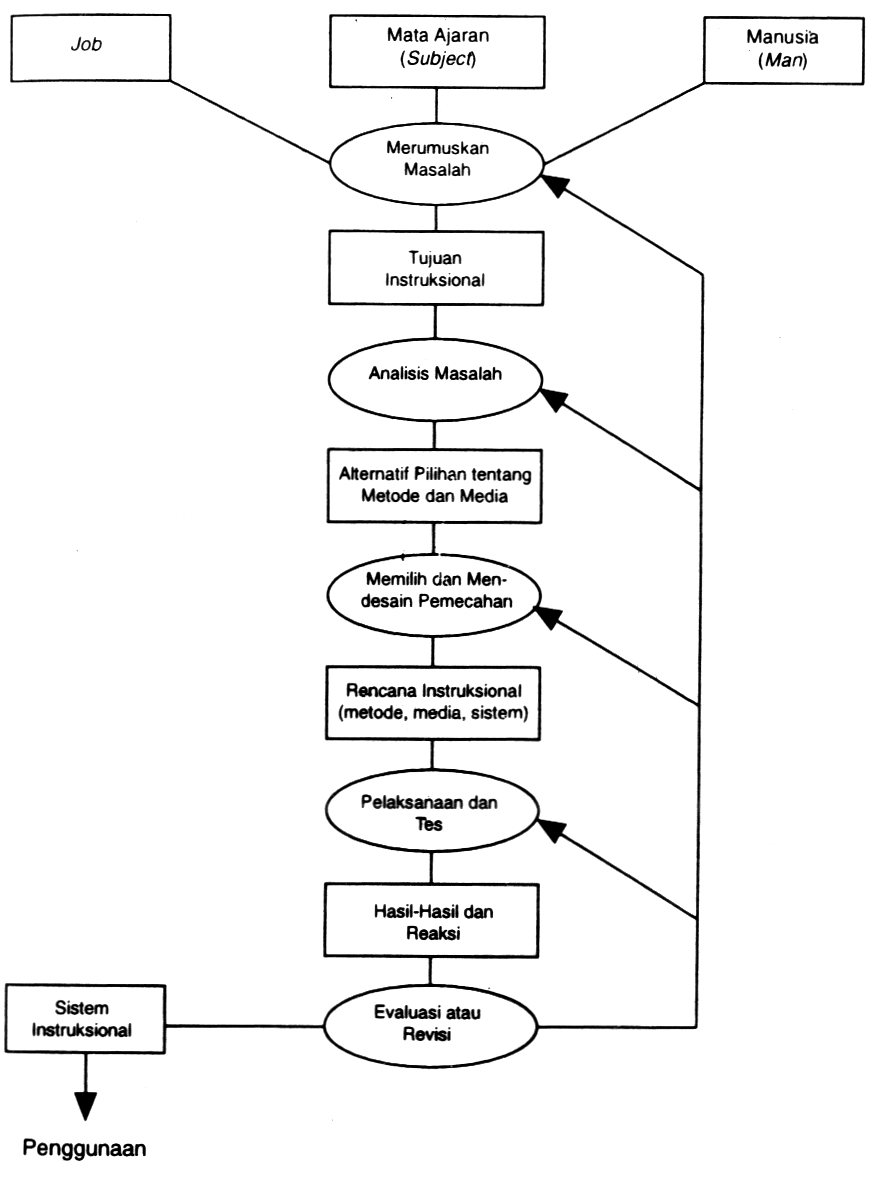 Job
Mata Ajaran
(Subject)
Manusia
(Man)
Merumuskan
Masalah
Tujuan
Instruksional
Analisis Masalah
Alternatif Pilihan tentang
Metode dan Media
Memilih dan Men-
desain Pemecahan
Rencana Instruksional
(metode, media, sistem)
Pelaksanaan dan
Tes
Hasil-Hasil dan
Reaksi
Evaluasi atau
Revisi
Sistem
Instruksional
Penggunaan